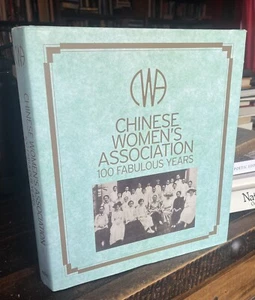 CWA
CHINESE
WOMEN'S
ASSOCIATION
100 FABULOUS YEARS
CHINESE WOMEN'S ASSOCIATION